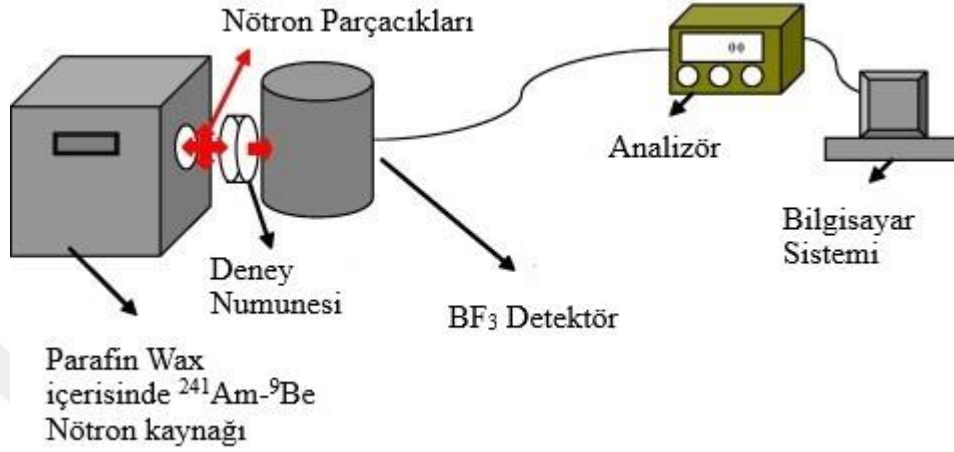 Nötron Parçacıkları
00
Analizör
Bilgisayar
Sistemi
Deney
Numunesi
BF₃ Detektör
Parafin Wax
içerisinde ²⁴¹Am-⁹Be
Nötron kaynağı